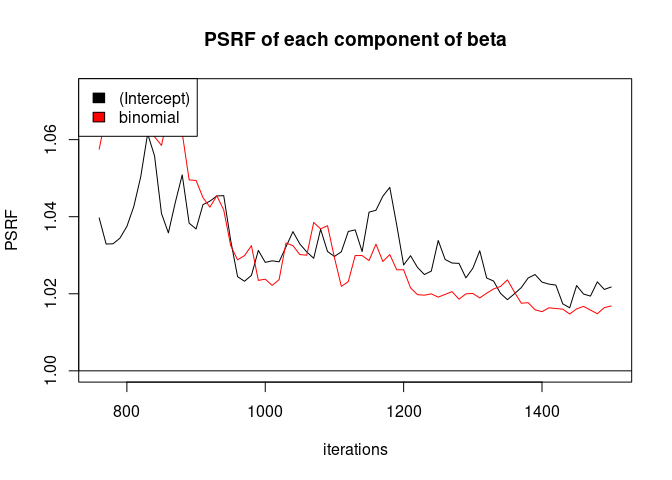 PSRF of each component of beta
(Intercept)
binomial
PSRF
1.06
1.04
1.02
1.00
800 1000 1200 1400
iterations